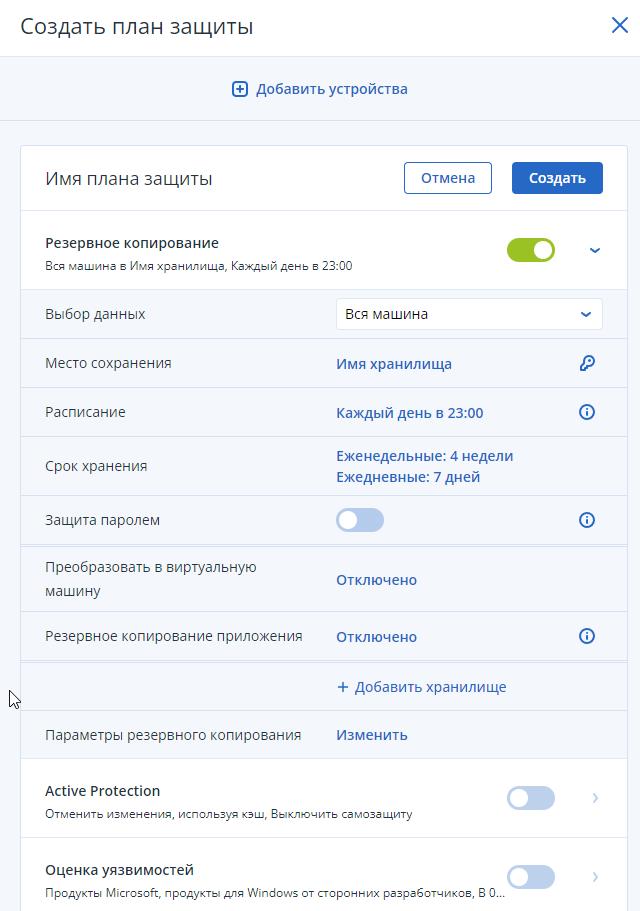 Создать план защиты
Добавить устройства
Имя плана защиты
Отмена
Создать
Резервное копирование
Вся машина в Имя хранилища, Каждый день в 23:00
Выбор данных
Вся машина
Место сохранения
Имя хранилища
Расписание
Каждый день в 23:00
Срок хранения
Еженедельные: 4 недели
Ежедневные: 7 дней
Защита паролем
Преобразовать в виртуальную
машину
Отключено
Резервное копирование приложения
Отключено
+ Добавить хранилище
Параметры резервного копирования
Изменить
Active Protection
Отменить изменения, используя кэш, Выключить самозащиту
Оценка уязвимостей
Продукты Microsoft, продукты для Windows от сторонних разработчиков, В 0...